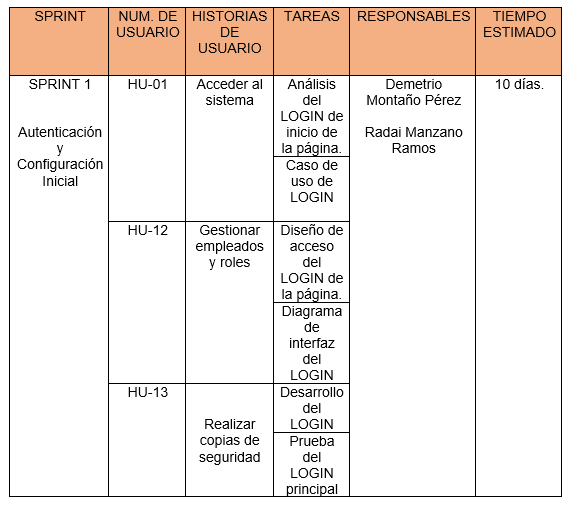 SPRINT
NUM. DE
USUARIO
HISTORIAS
DE
USUARIO
TAREAS
RESPONSABLES
TIEMPO
ESTIMADO
SPRINT 1
Autenticación
y
Configuración
Inicial
HU-01
Acceder al
sistema
Análisis
del
LOGIN de
inicio de
la página.
Caso de
uso de
LOGIN
Demetrio
Montaño Pérez
Radai Manzano
Ramos
10 días.
HU-12
Gestionar
empleados
y roles
Diseño de
acceso
del
LOGIN de
la página.
Diagrama
de
interfaz
del
LOGIN
HU-13
Realizar
copias de
seguridad
Desarrollo
del
LOGIN
Prueba
del
LOGIN
principal